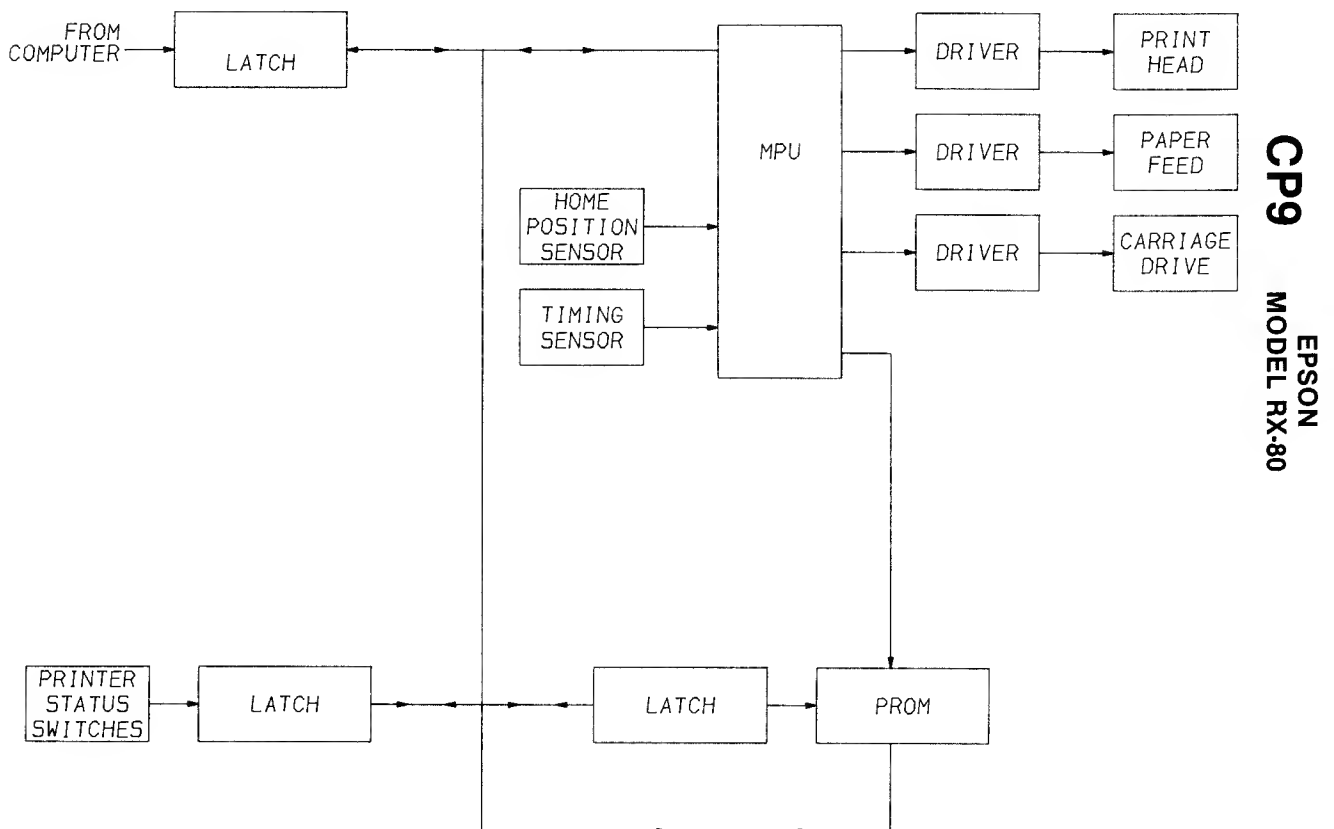 FROM
COMPUTER
LATCH
MPU
DRIVER
PRINT
HEAD
DRIVER
PAPER
FEED
DRIVER
CARRIAGE
DRIVE
HOME
POSITION
SENSOR
TIMING
SENSOR
PRINTER
STATUS
SWITCHES
LATCH
LATCH
PROM
CP9
EPSON
MODEL RX-80